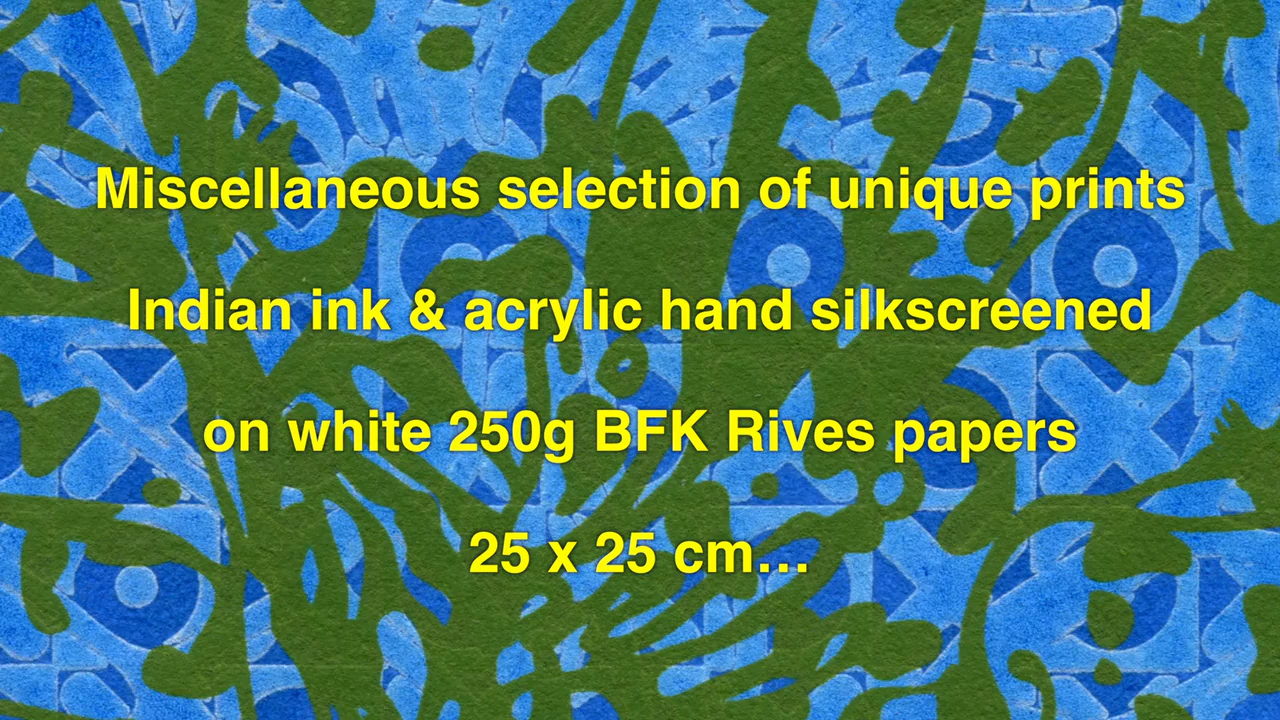 Miscellaneous selection of unique prints
Indian ink & acrylic hand silkscreened
on white 250g BFK Rives papers
25 x 25 cm…